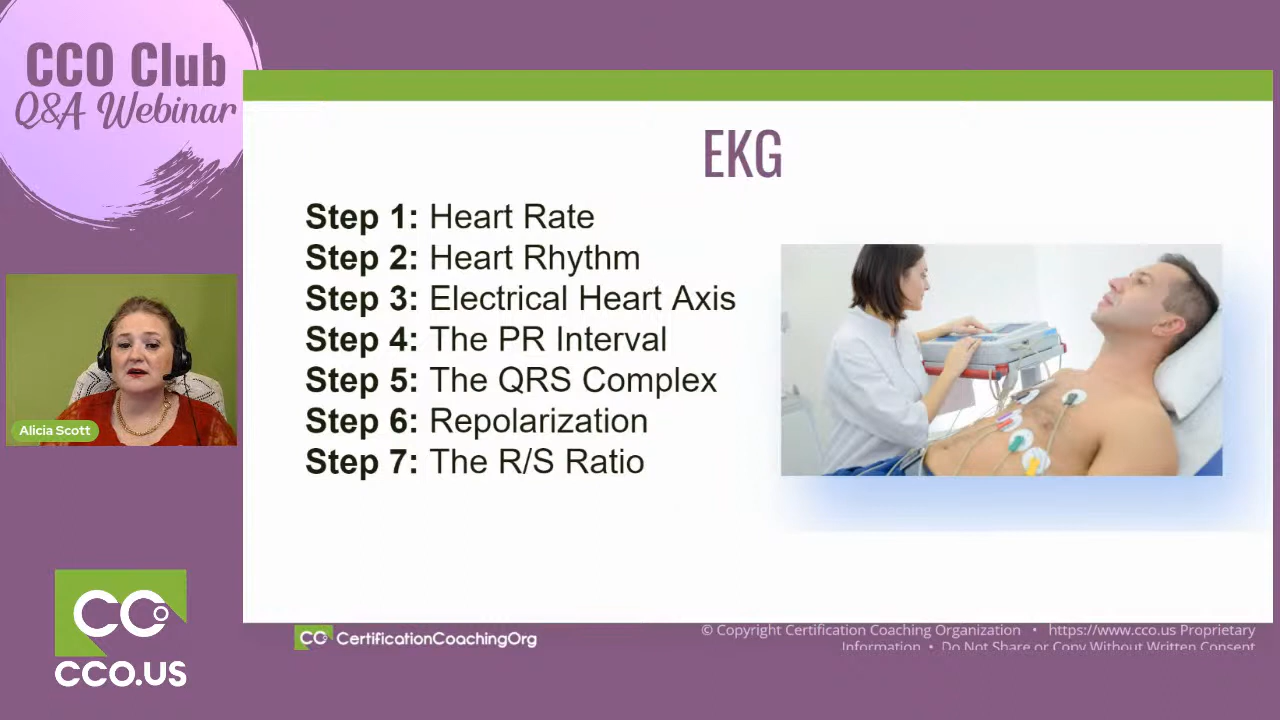 CCO Club
Q&A Webinar
EKG
Step 1: Heart Rate
Step 2: Heart Rhythm
Step 3: Electrical Heart Axis
Step 4: The PR Interval
Step 5: The QRS Complex
Step 6: Repolarization
Step 7: The R/S Ratio
Alicia Scott
CCO
CCO.US
CCO CertificationCoachingOrg
© Copyright Certification Coaching Organization • https://www.cco.us Proprietary
Information • Do Not Share or Copy Without Written Consent